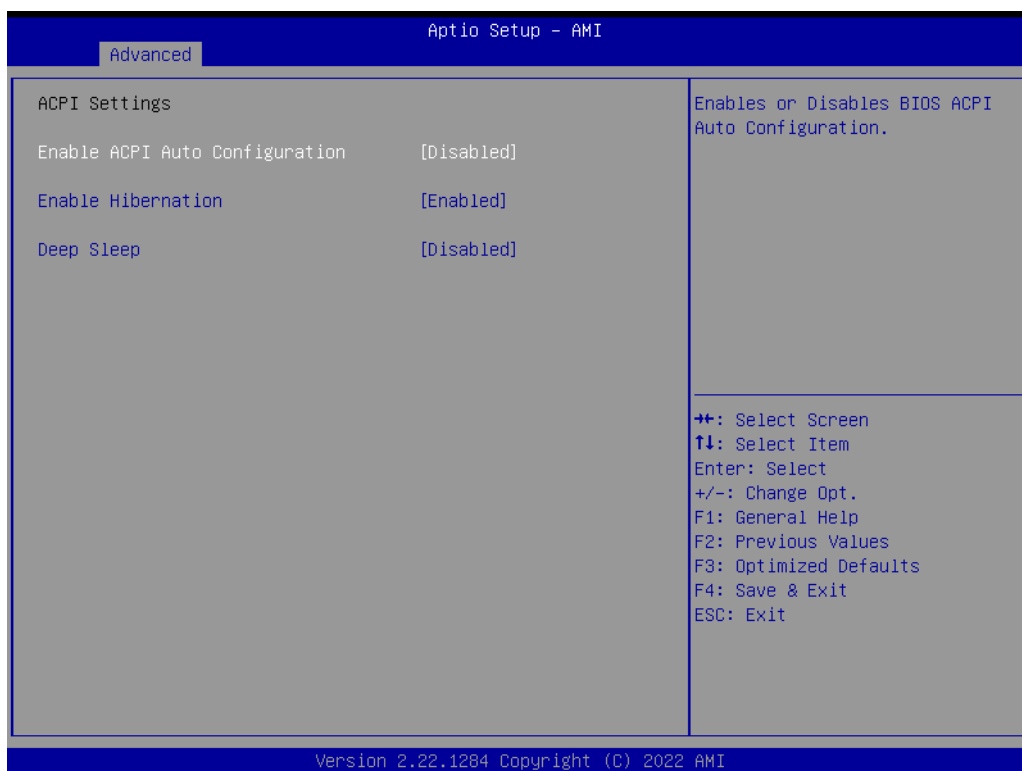 Aptio Setup - AMI
Advanced
ACPI Settings
Enable ACPI Auto Configuration [Disabled]
Enable Hibernation [Enabled]
Deep Sleep [Disabled]
Enables or Disables BIOS ACPI
Auto Configuration.
→←: Select Screen
↑↓: Select Item
Enter: Select
+/-: Change Opt.
F1: General Help
F2: Previous Values
F3: Optimized Defaults
F4: Save & Exit
ESC: Exit
Version 2.22.1284 Copyright (C) 2022 AMI